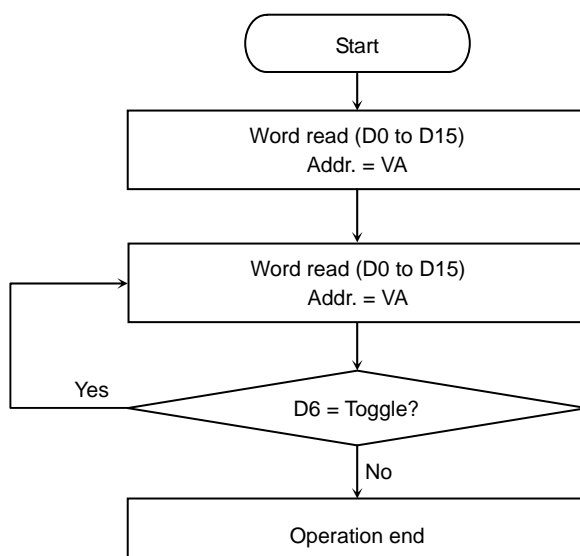 Start
Word read (D0 to D15)
Addr. = VA
Word read (D0 to D15)
Addr. = VA
Yes
D6 = Toggle?
No
Operation end